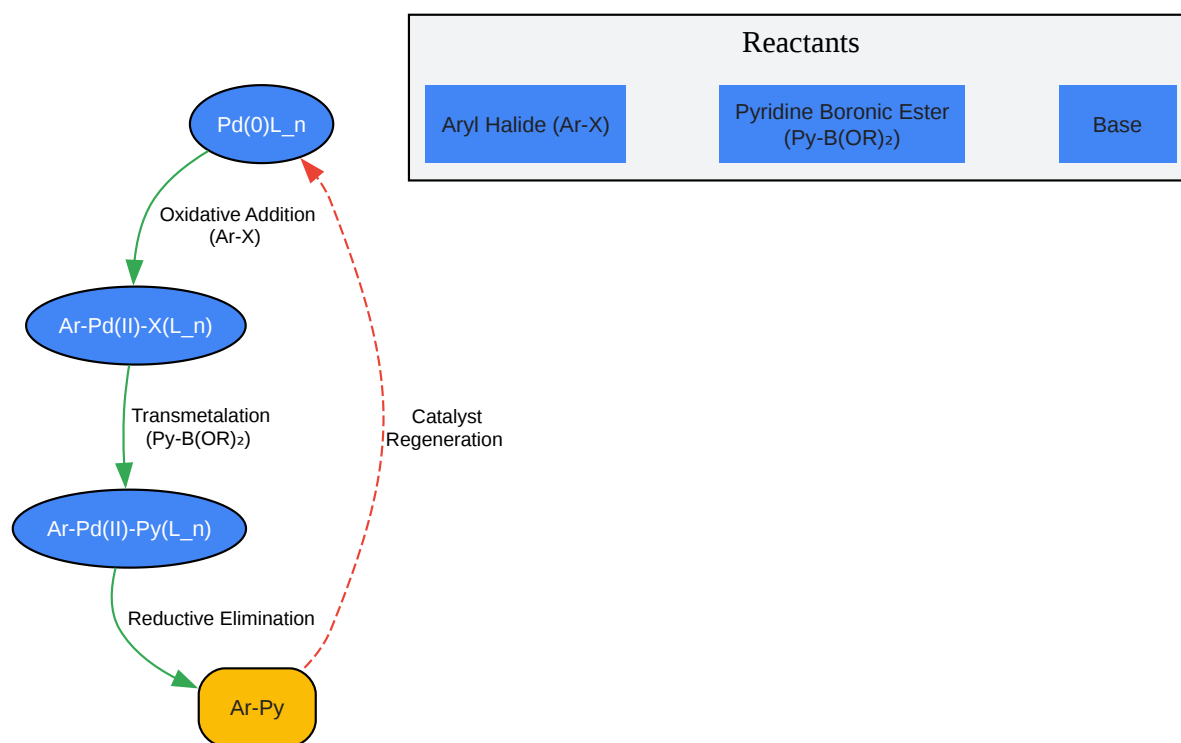 Reactants
Aryl Halide (Ar-X)
Pyridine Boronic Ester
(Py-B(OR)₂)
Base
Pd(0)L_n
Oxidative Addition
(Ar-X)
Ar-Pd(II)-X(L_n)
Transmetalation
(Py-B(OR)₂)
Catalyst
Regeneration
Ar-Pd(II)-Py(L_n)
Reductive Elimination
Ar-Py